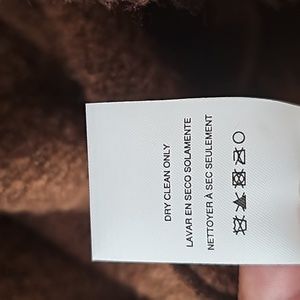 DRY CLEAN ONLY
LAVAR EN SECO SOLAMENTE
NETTOYER À SEC SEULEMENT